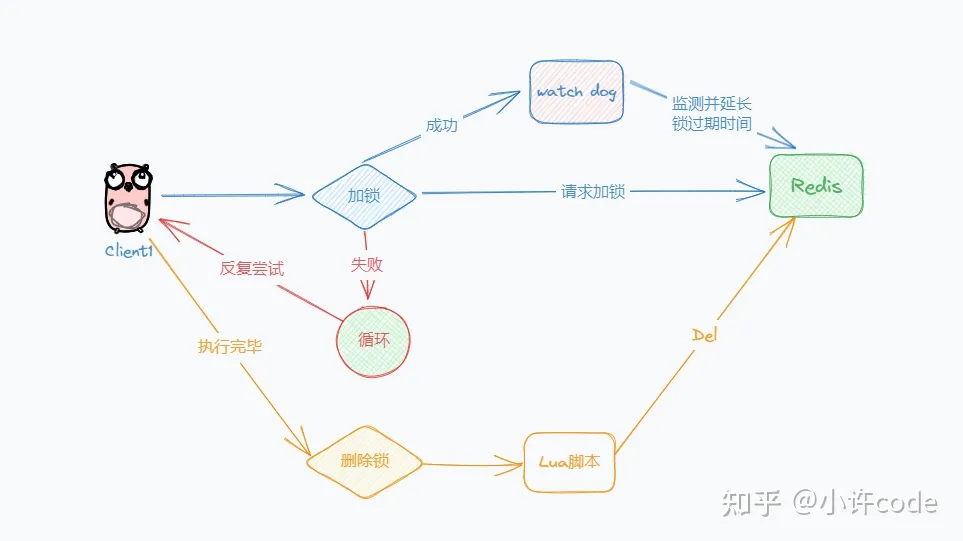 watch dog
成功
监测并延长
锁过期时间
加锁
请求加锁
Redis
Client1
反复尝试
失败
循环
执行完毕
Del
删除锁
Lua脚本
知乎 @小许code